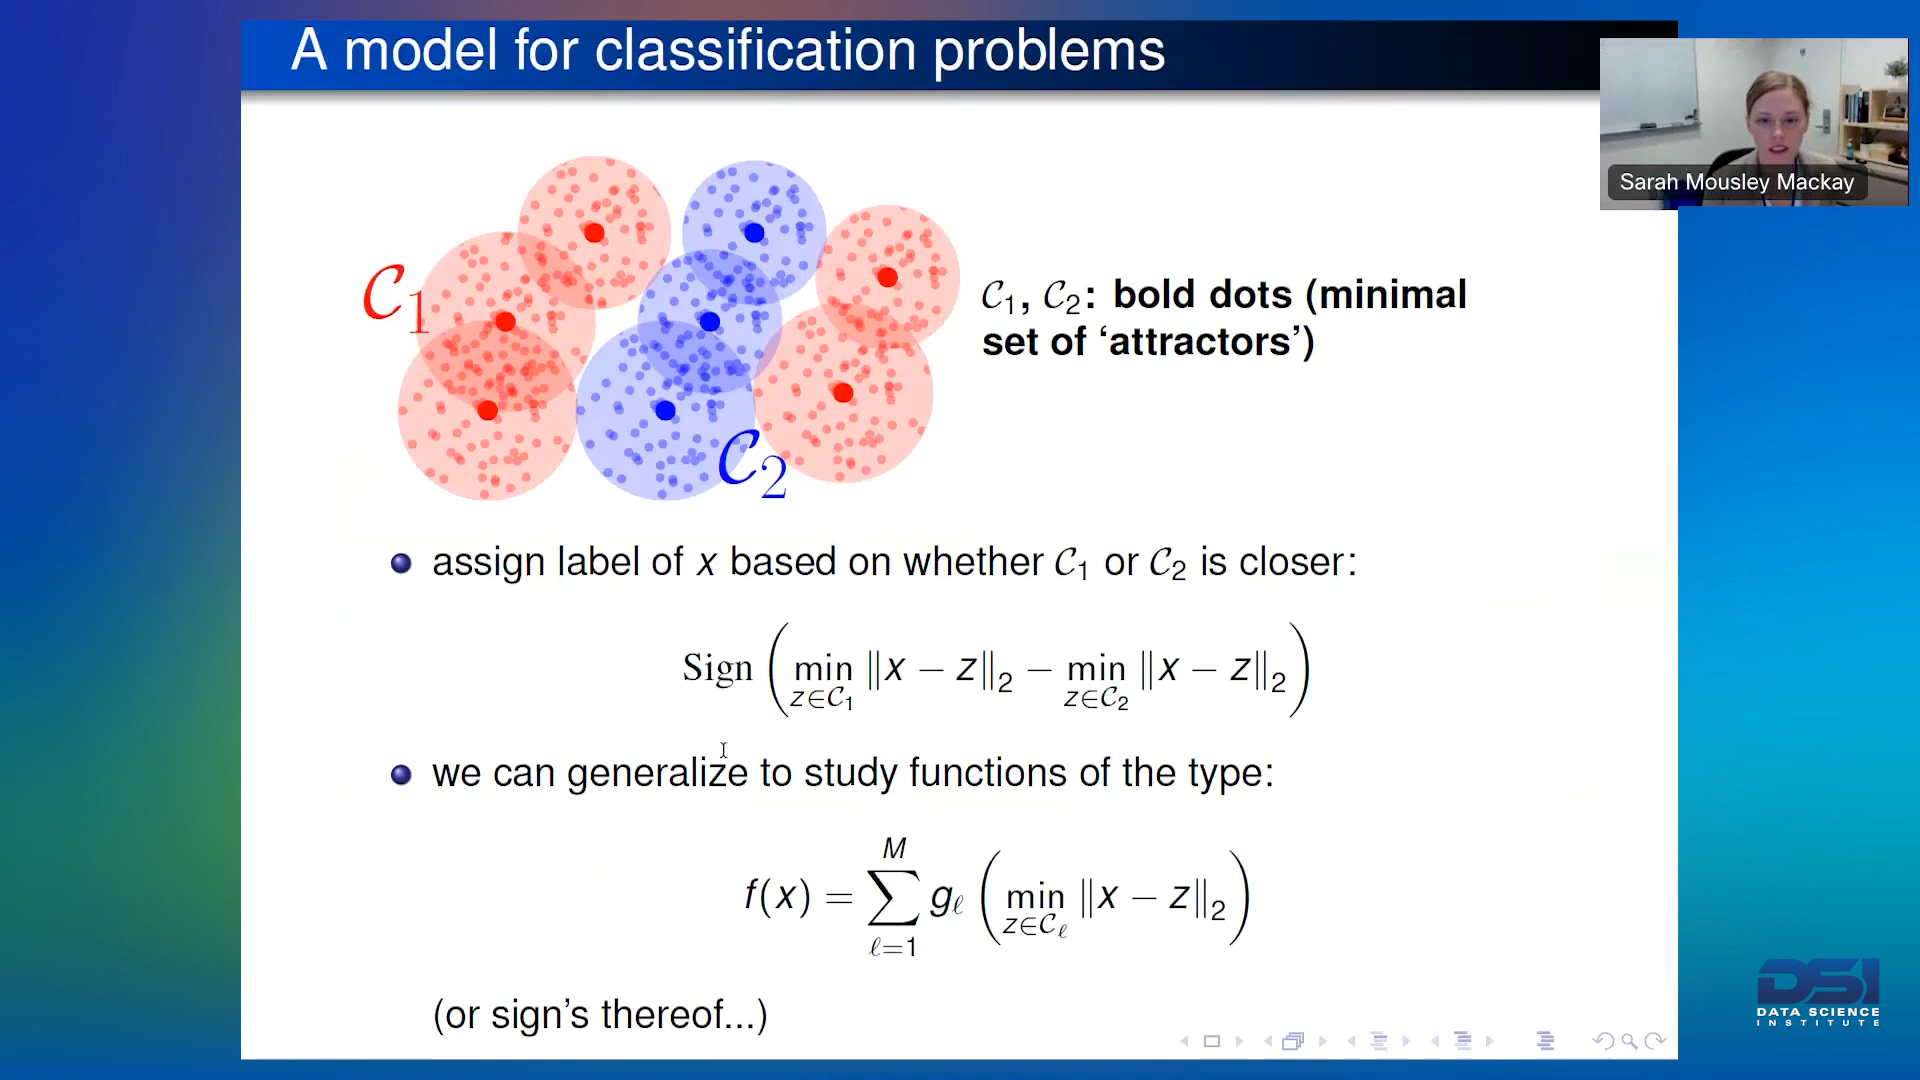 A model for classification problems
Sarah Mousley Mackay
C1
C2
C1, C2: bold dots (minimal
set of ‘attractors’)
assign label of x based on whether C1 or C2 is closer:
Sign ( min z∈C1 ‖x − z‖2 − min z∈C2 ‖x − z‖2 )
we can generalize to study functions of the type:
f(x) = ∑ ℓ=1 M gℓ ( min z∈Cℓ ‖x − z‖2 )
(or sign’s thereof...)
DSI
DATA SCIENCE
INSTITUTE